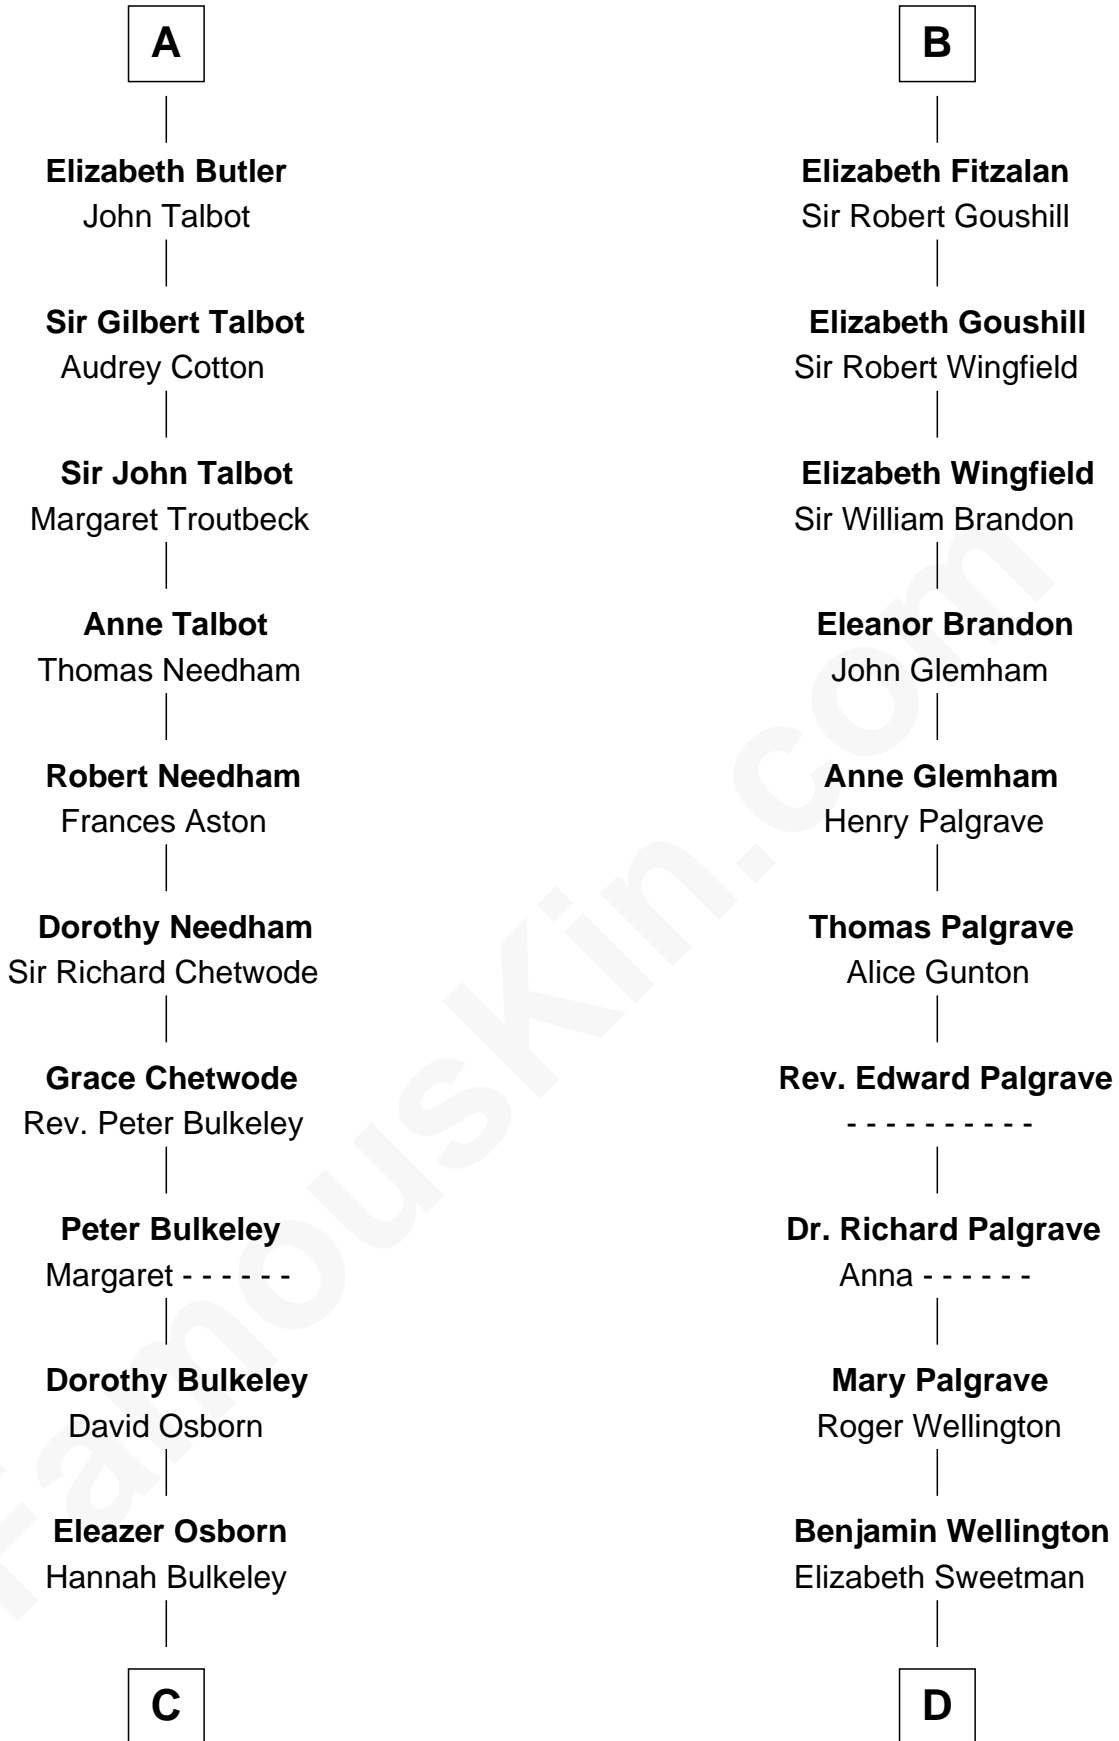 A
Elizabeth Butler
John Talbot
Sir Gilbert Talbot
Audrey Cotton
Sir John Talbot
Margaret Troutbeck
Anne Talbot
Thomas Needham
Robert Needham
Frances Aston
Dorothy Needham
Sir Richard Chetwode
Grace Chetwode
Rev. Peter Bulkeley
Peter Bulkeley
Margaret - - - - - -
Dorothy Bulkeley
David Osborn
Eleazer Osborn
Hannah Bulkeley
C
B
Elizabeth Fitzalan
Sir Robert Goushill
Elizabeth Goushill
Sir Robert Wingfield
Elizabeth Wingfield
Sir William Brandon
Eleanor Brandon
John Glemham
Anne Glemham
Henry Palgrave
Thomas Palgrave
Alice Gunton
Rev. Edward Palgrave
- - - - - - - - - -
Dr. Richard Palgrave
Anna - - - - - -
Mary Palgrave
Roger Wellington
Benjamin Wellington
Elizabeth Sweetman
D
FamousKin.com